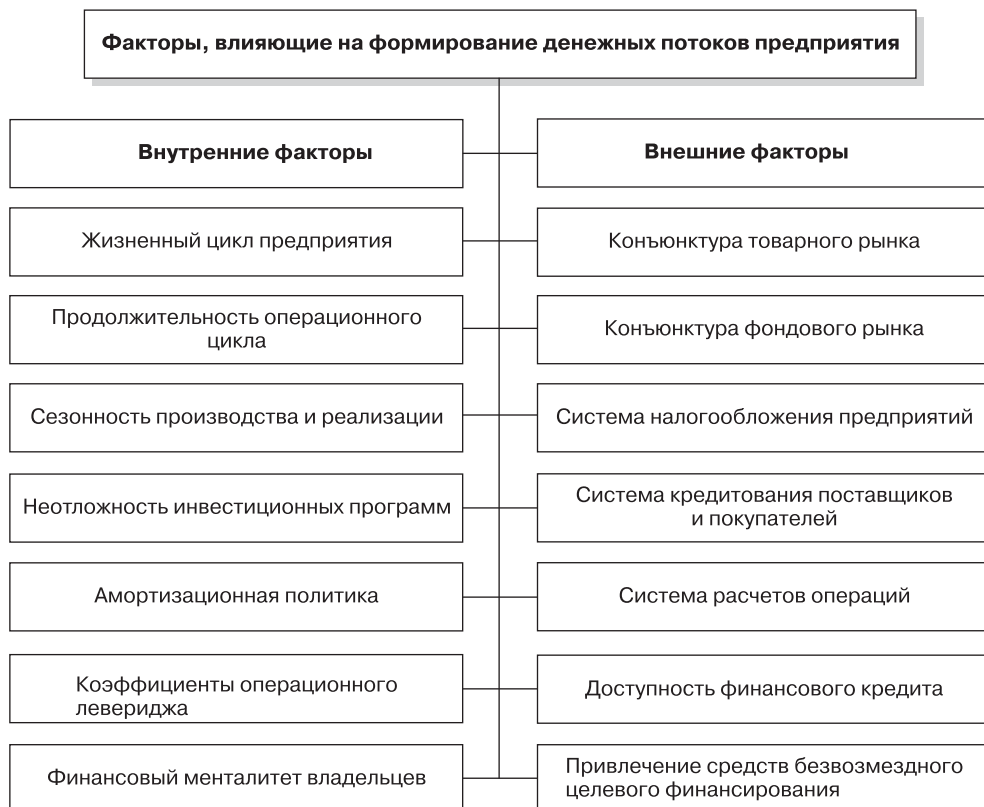 Факторы, влияющие на формирование денежных потоков предприятия
Внутренние факторы
Внешние факторы
Жизненный цикл предприятия
Конъюнктура товарного рынка
Продолжительность операционного
цикла
Конъюнктура фондового рынка
Сезонность производства и реализации
Система налогообложения предприятий
Неотложность инвестиционных программ
Система кредитования поставщиков
и покупателей
Амортизационная политика
Система расчетов операций
Коэффициенты операционного
левериджа
Доступность финансового кредита
Финансовый менталитет владельцев
Привлечение средств безвозмездного
целевого финансирования